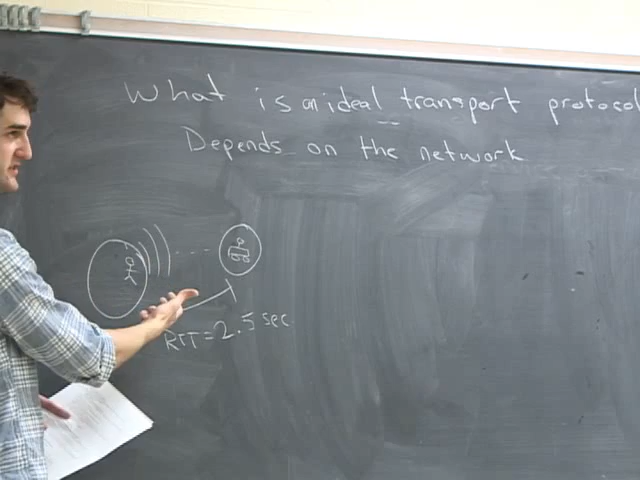 What is an ideal transport protocol
Depends on the network
RTT = 2.5 sec